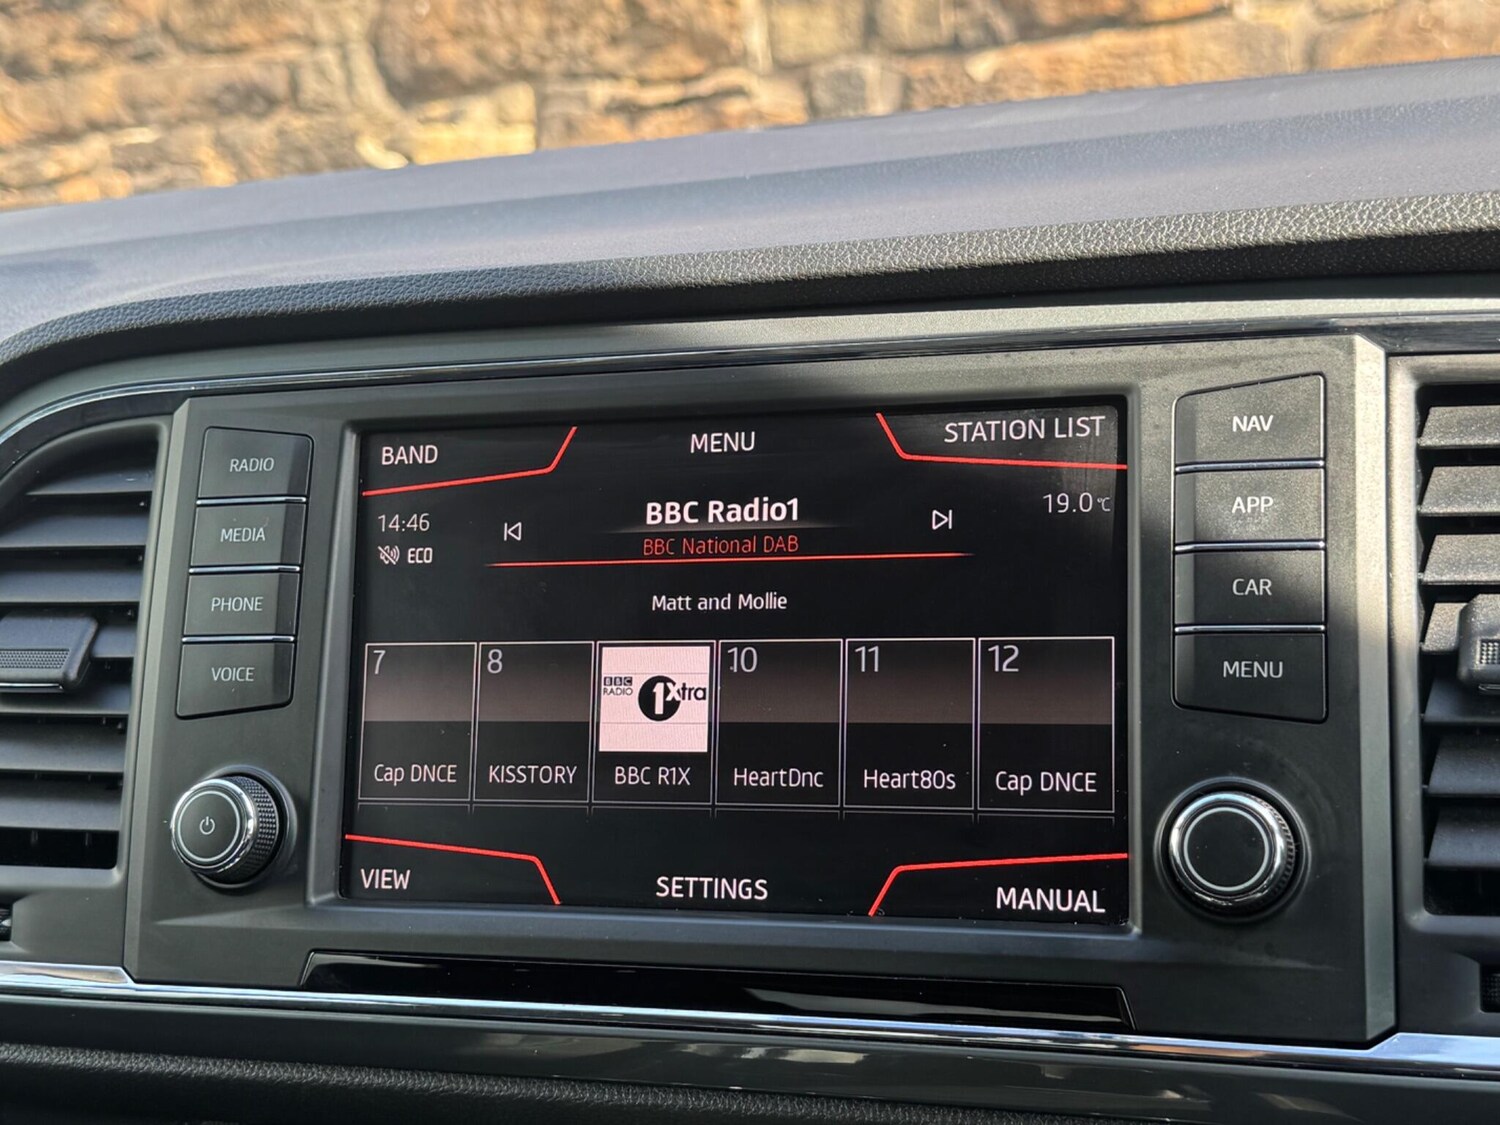 RADIO
MEDIA
PHONE
VOICE
BAND
MENU
STATION LIST
14:46
ECO
BBC Radio1
BBC National DAB
19.0°C
Matt and Mollie
7
Cap DNCE
8
KISSTORY
BBC
RADIO
1Xtra
BBC R1X
10
HeartDnc
11
Heart80s
12
Cap DNCE
VIEW
SETTINGS
MANUAL
NAV
APP
CAR
MENU